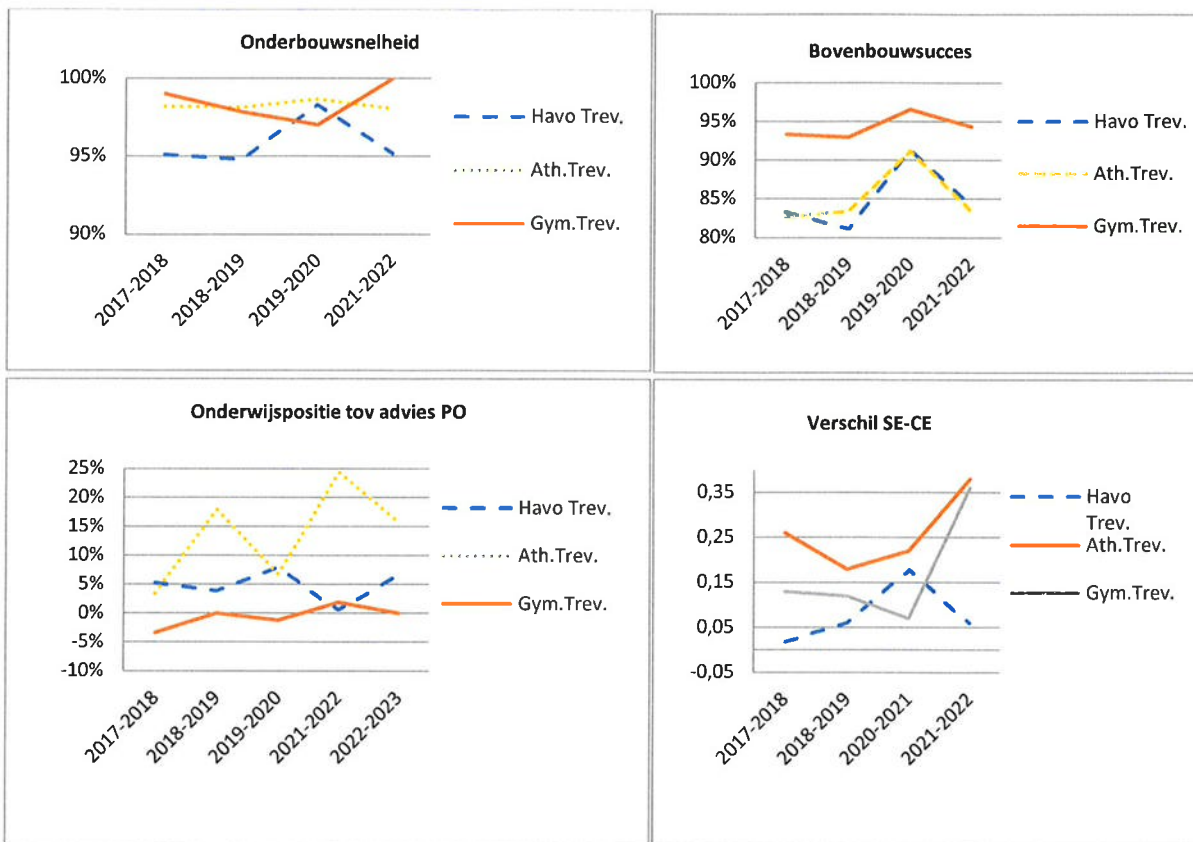 Onderbouwsnelheid
100%
95%
90%
2017-2018
2018-2019
2019-2020
2021-2022
Havo Trev.
Ath.Trev.
Gym.Trev.
Bovenbouwsucces
100%
95%
90%
85%
80%
2017-2018
2018-2019
2019-2020
2021-2022
Havo Trev.
Ath.Trev.
Gym.Trev.
Onderwijspositie tov advies PO
25%
20%
15%
10%
5%
0%
-5%
-10%
2017-2018
2018-2019
2019-2020
2021-2022
2022-2023
Havo Trev.
Ath.Trev.
Gym.Trev.
Verschil SE-CE
0,35
0,25
0,15
0,05
-0,05
2017-2018
2018-2019
2020-2021
2021-2022
Havo
Trev.
Ath.Trev.
Gym.Trev.